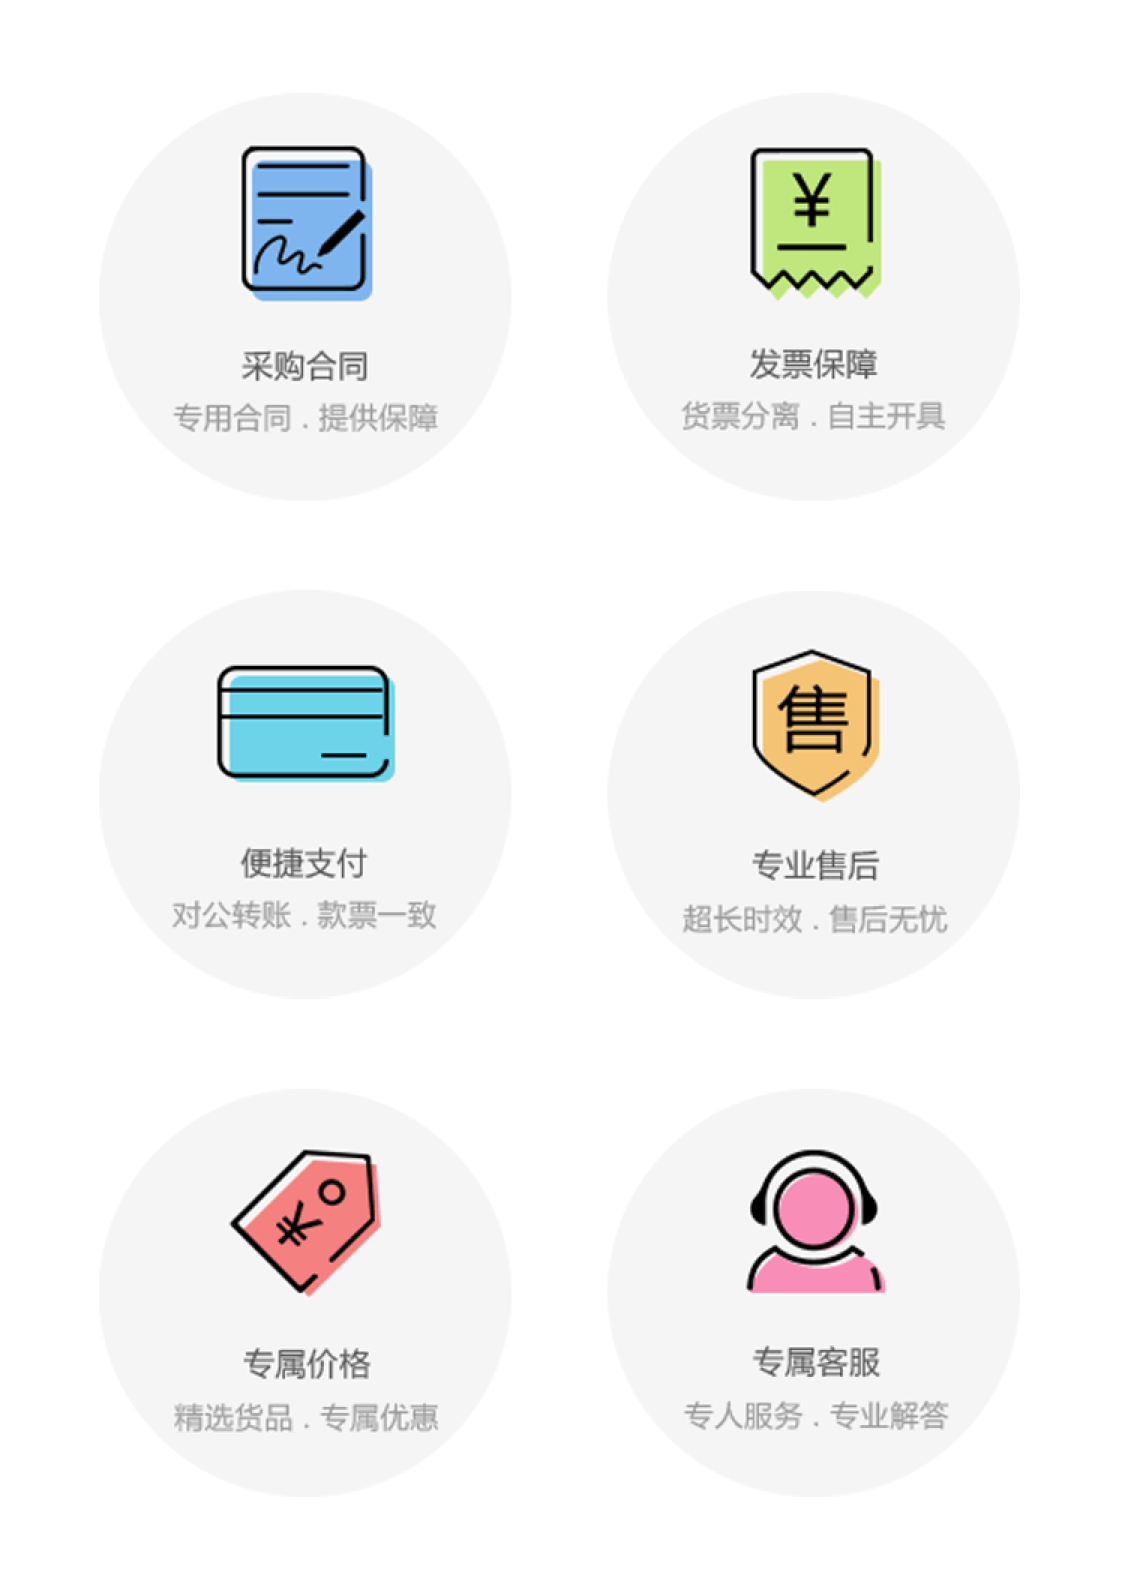 ¥
¥
采购合同
发票保障
专用合同 . 提供保障
货票分离 . 自主开具
售
便捷支付
专业售后
对公转账 . 款票一致
超长时效 . 售后无忧
专属价格
专属客服
精选货品 . 专属优惠
专人服务 . 专业解答